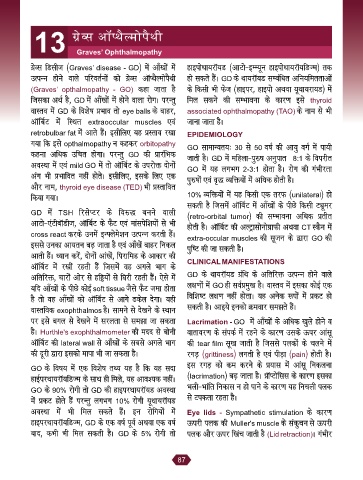 13
ग्रेव्स ऑप्थैल्मोपैथी
Graves' Ophthalmopathy
ग्रेव्स डिसीज (Graves' disease - GD) में आँखों में
उत्पन्न होने वाले परिवर्तनों को ग्रेव्स ऑप्थैल्मोपैथी
(Graves' opthalmopathy - GO) कहा जाता है
जिसका अर्थ है, GO में आँखों में होने वाला रोग। परन्तु
वास्तव में GD के विशेष प्रभाव तो eye balls के बाहर,
ऑर्बिट में स्थित extraoccular muscles एवं
retrobulbar fat में आते हैं। इसीलिए यह प्रस्ताव रखा
गया कि इसे opthalmopathy न कहकर orbitopathy
कहना अधिक उचित होगा। परन्तु GO की प्रारंभिक
अवस्था में एवं mild GO में तो ऑर्बिट के उपरोक्त दोनों
अंग भी प्रभावित नहीं होते। इसीलिए, इसके लिए एक
और नाम, thyroid eye disease (TED) भी प्रस्तावित
किया गया।
GD में TSH रिसेप्टर के विरूद्ध बनने वाली
आटो-एंटीबॉडीज, ऑर्बिट के फैट एवं मांसपेशियों से भी
cross react करके उनमें इन्फ्लेमेशन उत्पन्न करती हैं।
इससे उनका आयतन बढ़ जाता है एवं आँखें बाहर निकल
आती हैं। ध्यान करें, दोनों आंखें, पिरामिड के आकार की
ऑर्बिट में रखी रहती हैं जिसमें वह अगले भाग के
अतिरिक्त, चारों ओर से हड्डियों से घिरी रहती हैं। ऐसे में
यदि आँखों के पीछे कोई soft tissue जैसे फैट जमा होता
है तो वह आँखों को ऑर्बिट से आगे ढकेल देगा। यही
वास्तविक exophthalmos है। सामने से देखने के स्थान
पर इसे बगल से देखने में सरलता से समझा जा सकता
है। Hurthle's exophthalmometer की मदद से बोनी
ऑर्बिट की lateral wall से आँखों के सबसे अगले भाग
की दूरी द्वारा इसको मापा भी जा सकता है।
GO के विषय में एक विशेष तथ्य यह है कि यह सदा
हाईपरथायरॉयडिज्म के साथ ही मिले, यह आवश्यक नहीं।
GO के 90% रोगी तो GD की हाइपरथायरॉयड अवस्था
में प्रकट होते हैं परन्तु लगभग 10% रोगी यूथायरॉयड
अवस्था में भी मिल सकते हैं। इन रोगियों में
हाइपरथायरॉयडिज्म, GD के एक वर्ष पूर्व अथवा एक वर्ष
बाद, कभी भी मिल सकती है। GD के 5% रोगी तो
हाइपोथायरॉयड (आटो-इम्म्यून हाइपोथायरॉयडिज्म) तक
हो सकते हैं। GD के थायरॉयड सम्बंधित अनियमितताओं
के किसी भी फेज (हाइपर, हाइपो अथवा यूथायरायड) में
मिल सकने की सम्भावना के कारण इसे thyroid
associated ophthalmopathy (TAO) के नाम से भी
जाना जाता है।
EPIDEMIOLOGY
GO सामान्यतयः 30 से 50 वर्ष की आयु वर्ग में पायी
जाती है। GD में महिला-पुरूष अनुपात 8:1 के विपरीत
GO में यह लगभग 2-3:1 होता है। रोग की गंभीरता
पुरूषों एवं वृद्ध व्यक्तियों में अधिक होती है।
10% व्यक्तियों में यह किसी एक तरफ (unilateral) हो
सकती है जिसमें ऑर्बिट में आँखों के पीछे किसी ट्यूमर
(retro-orbital tumor) की सम्भावना अधिक प्रतीत
होती है। ऑर्बिट की अल्ट्रासोनोग्राफी अथवा CT स्कैन में
extra-occular muscles की सूजन के द्वारा GO की
पुष्टि की जा सकती है।
CLINICAL MANIFESTATIONS
GD के थायरॉयड ग्रंथि के अतिरिक्त उत्पन्न होने वाले
लक्षणों में GO ही सर्वप्रमुख है। वास्तव में इसका कोई एक
विशिष्ट लक्षण नहीं होता। यह अनेक रूपों में प्रकट हो
सकती है। आइये इनको क्रमवार समझते हैं।
Lacrimation - GO में आँखों के अधिक खुले होने व
वातावरण के संपर्क में रहने के कारण उसके ऊपर आंसू
की tear film सूख जाती है जिससे पलकों के चलने में
रगड़ (grittiness) लगती है एवं पीड़ा (pain) होती है।
इस रगड़ को कम करने के प्रयास में आंसू निकलना
(lacrimation) बढ़ जाता है। प्रॉप्टोसिस के कारण इसका
भली-भांति निकास न हो पाने के कारण यह निचली पलक
से टपकता रहता है।
Eye lids - Sympathetic stimulation के कारण
ऊपरी पलक की Muller's muscle के संकुचन से ऊपरी
पलक और ऊपर खिंच जाती है (Lid retraction)। गंभीर
87